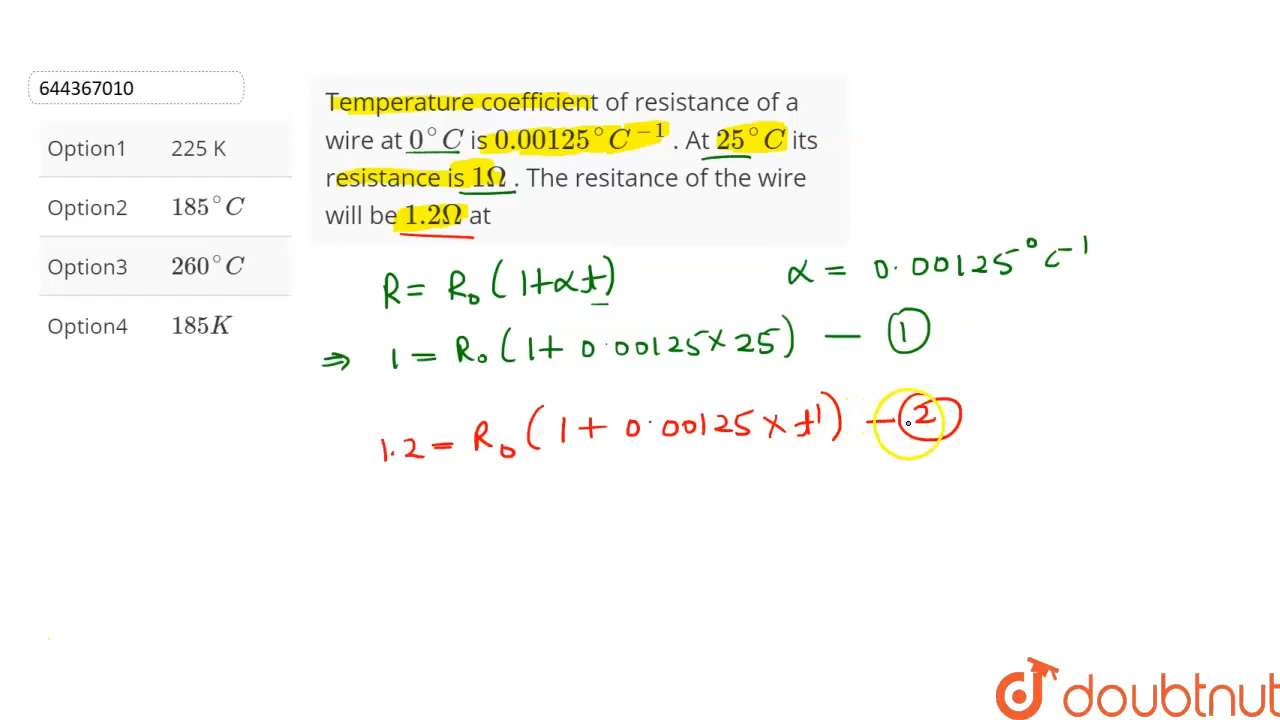 644367010
Temperature coefficient of resistance of a
wire at 0°C is 0.00125°C⁻¹ . At 25°C its
resistance is 1Ω . The resitance of the wire
will be 1.2Ω at
Option1 225 K
Option2 185°C
Option3 260°C
Option4 185K
R = R₀ (1+αt)
α = 0.00125°C⁻¹
⇒ 1 = R₀ (1+ 0.00125×25) — ①
1.2 = R₀ (1+ 0.00125 × t¹) — ②
doubtnut